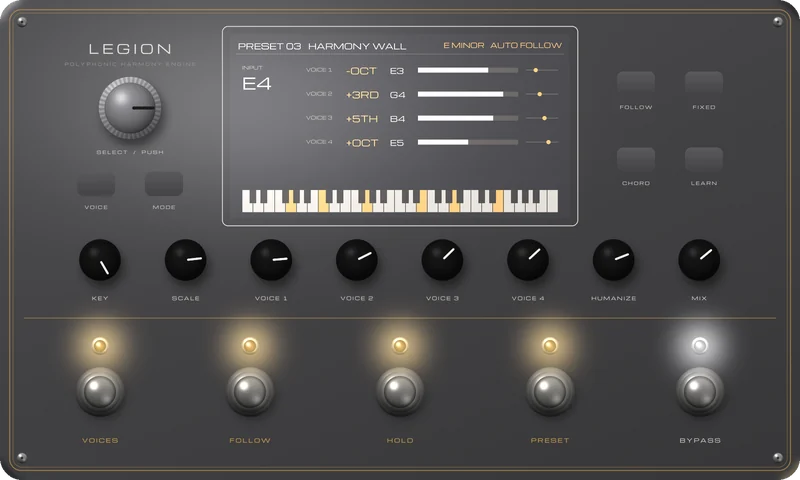 LEGION
POLYPHONIC HARMONY ENGINE
SELECT / PUSH
VOICE MODE
PRESET 03 HARMONY WALL E MINOR AUTO FOLLOW
INPUT
E4
VOICE 1 -OCT E3
VOICE 2 +3RD G4
VOICE 3 +5TH B4
VOICE 4 +OCT E5
FOLLOW FIXED
CHORD LEARN
KEY SCALE VOICE 1 VOICE 2 VOICE 3 VOICE 4 HUMANIZE MIX
VOICES FOLLOW HOLD PRESET BYPASS